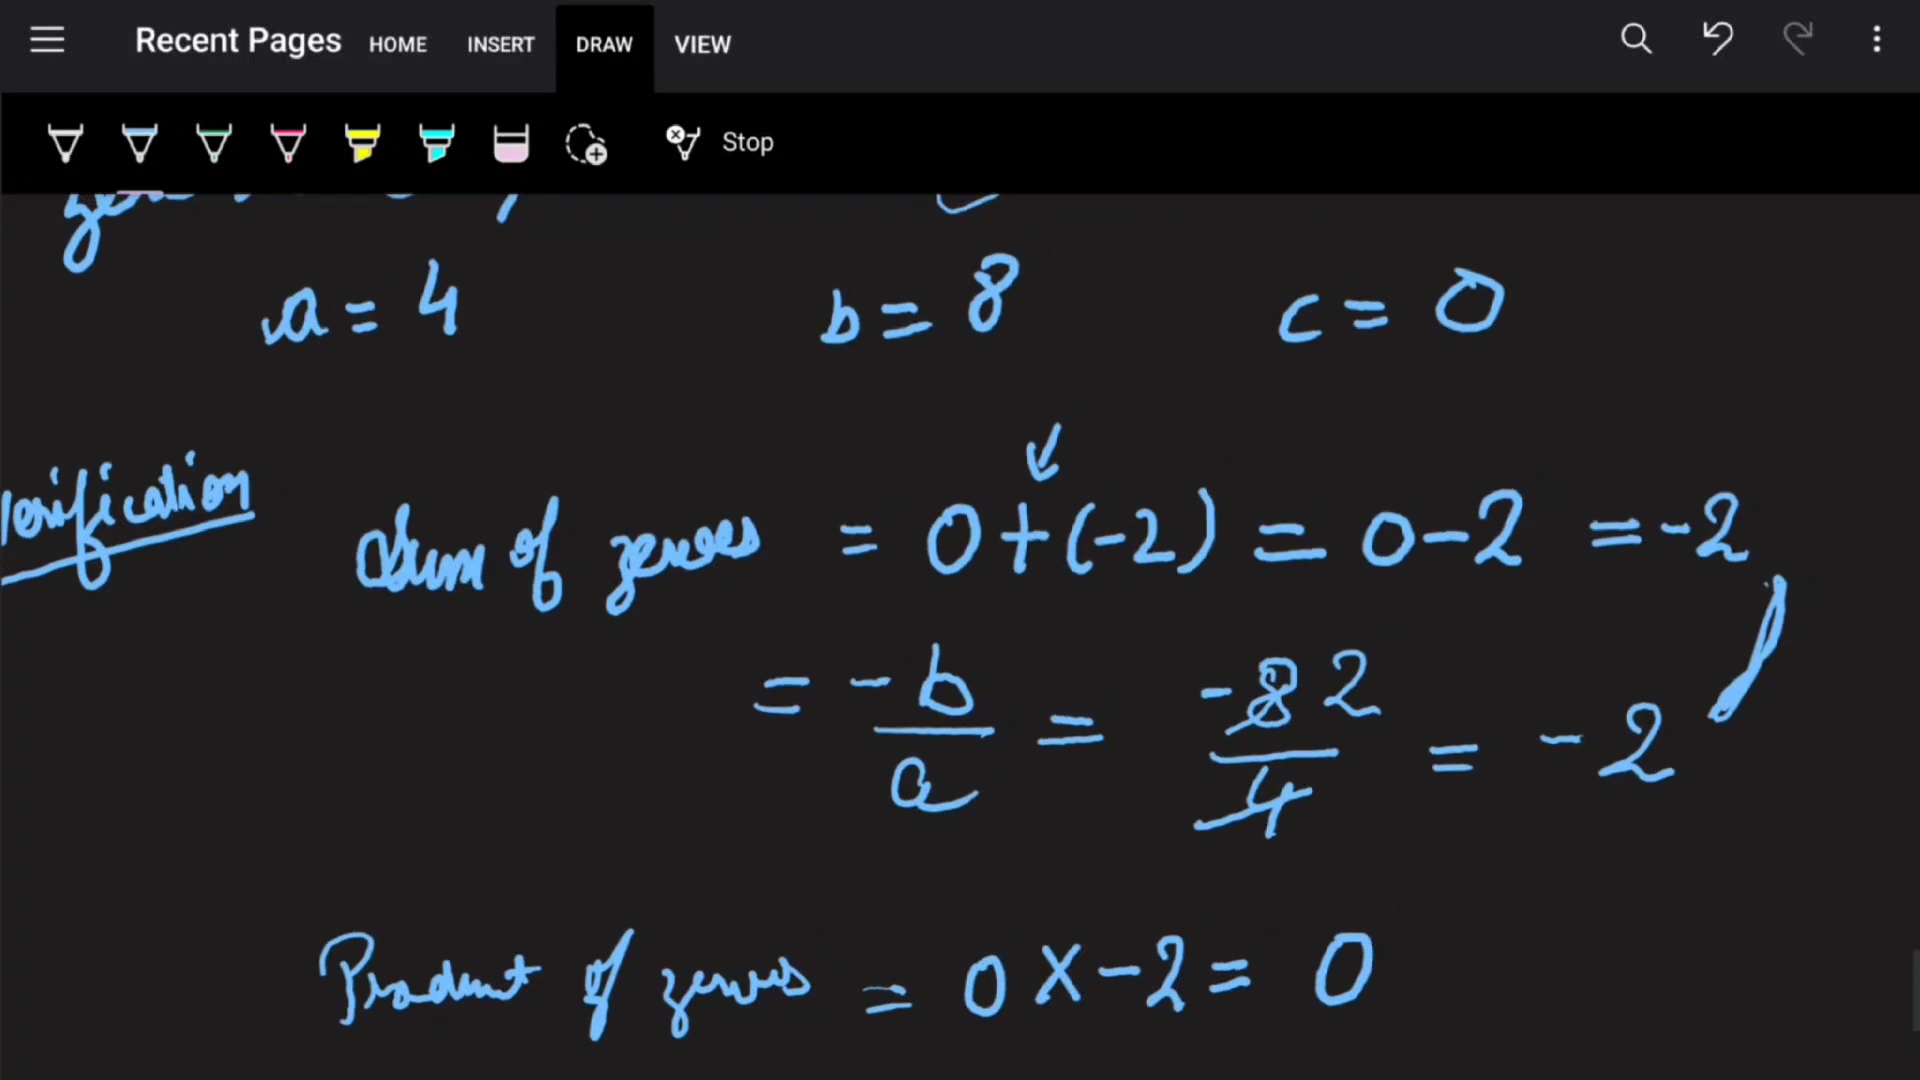 Recent Pages HOME INSERT DRAW VIEW
Stop
a = 4 b = 8 c = 0
Verification Sum of zeroes = 0 + (-2) = 0 - 2 = -2
= -b/a = -8/4 2 = -2
Product of zeroes = 0 X - 2 = 0